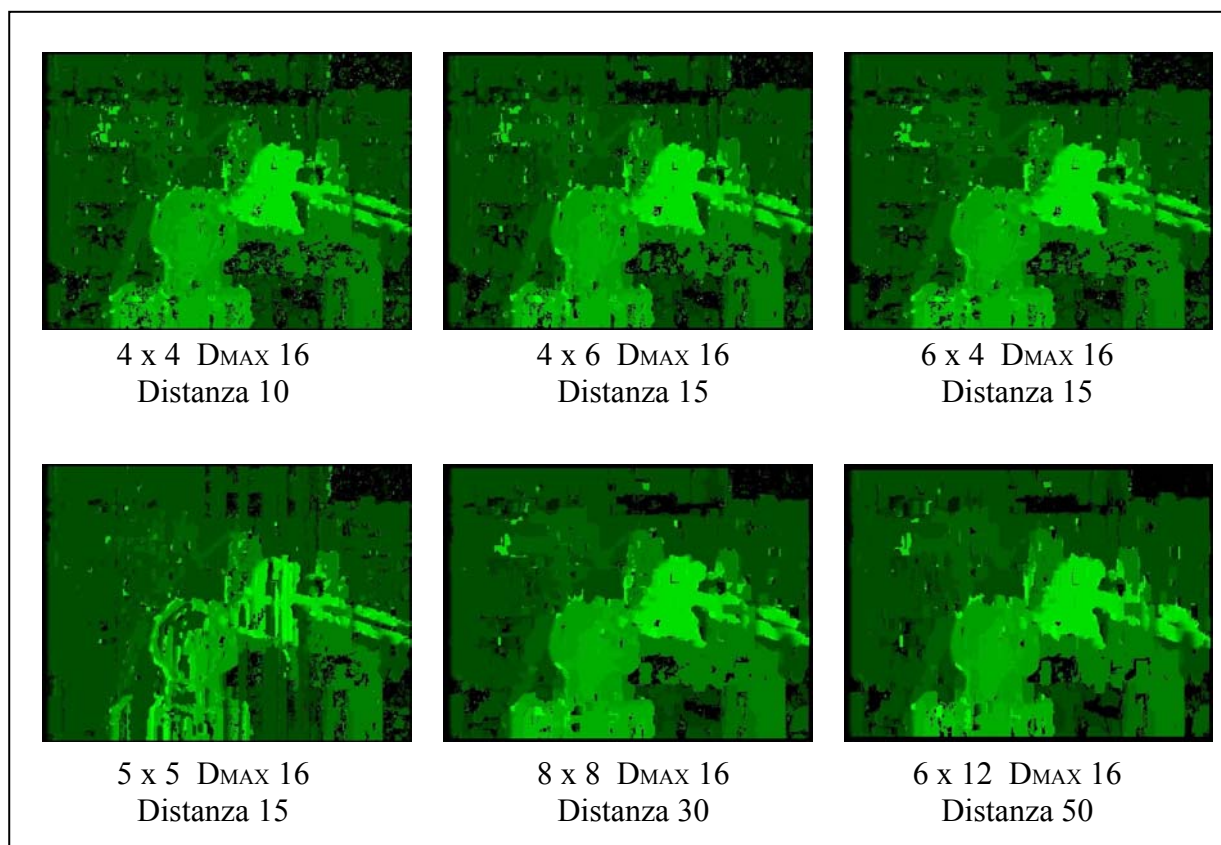 4 x 4 DMAX 16
Distanza 10
4 x 6 DMAX 16
Distanza 15
6 x 4 DMAX 16
Distanza 15
5 x 5 DMAX 16
Distanza 15
8 x 8 DMAX 16
Distanza 30
6 x 12 DMAX 16
Distanza 50